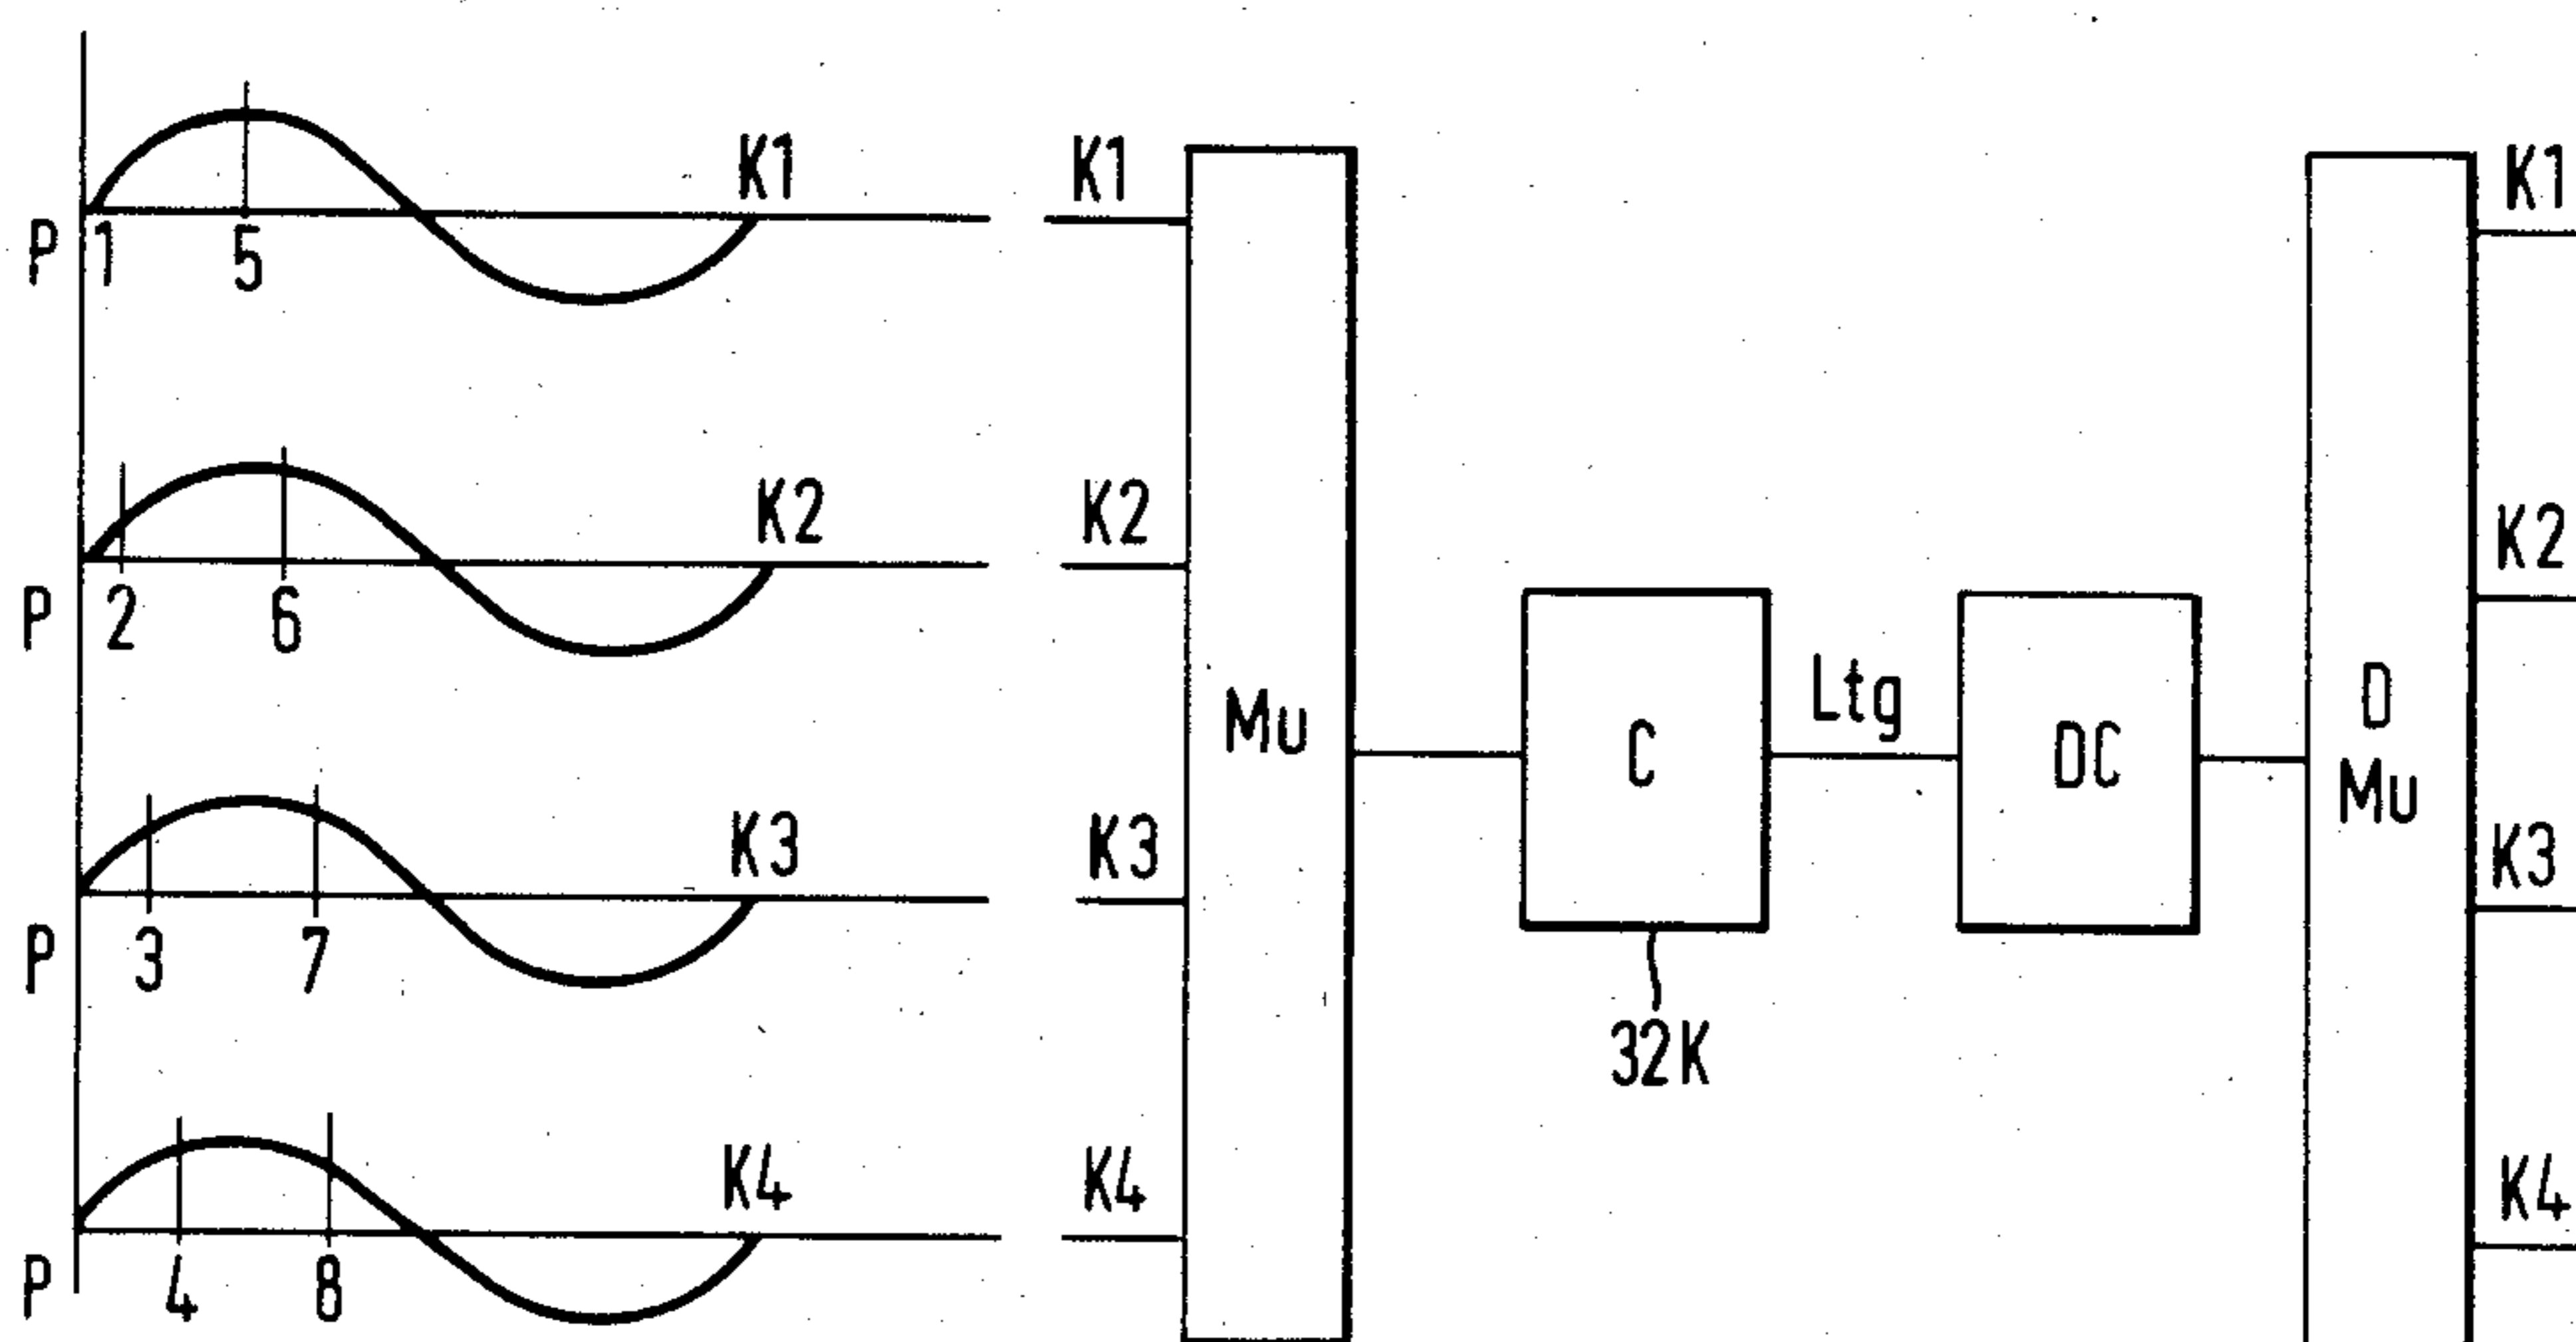 K1 K1 K1
P 1 5
K2 K2 K2
P 2 6
Ltg D
Mu C DC Mu
K3 K3 K3
P 3 7
32K
K4 K4 K4
P 4 8